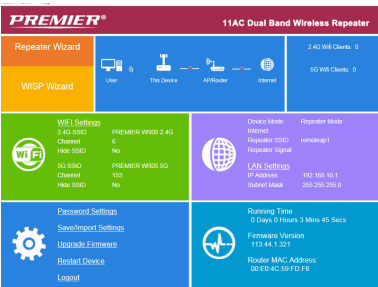 PREMIER®
11AC Dual Band Wireless Repeater
Repeater Wizard
WISP Wizard
User
This Device
AP/Router
Internet
2.4G Wifi Clients: 0
5G Wifi Clients: 0
WiFi
WIFI Settings
2.4G SSID PREMIER WR05 2.4G
Channel 6
Hide SSID No
5G SSID PREMIER WR05 5G
Channel 153
Hide SSID No
Device Mode Repeater Mode
Internet
Repeater SSID remoteap1
Repeater Signal
LAN Settings
IP Address 192.168.10.1
Subnet Mask 255.255.255.0
Password Settings
Save/Import Settings
Upgrade Firmware
Restart Device
Logout
Running Time
0 Days 0 Hours 3 Mins 45 Secs
Firmware Version
113.44.1.321
Router MAC Address:
00:E0:4C:59:FD:F6